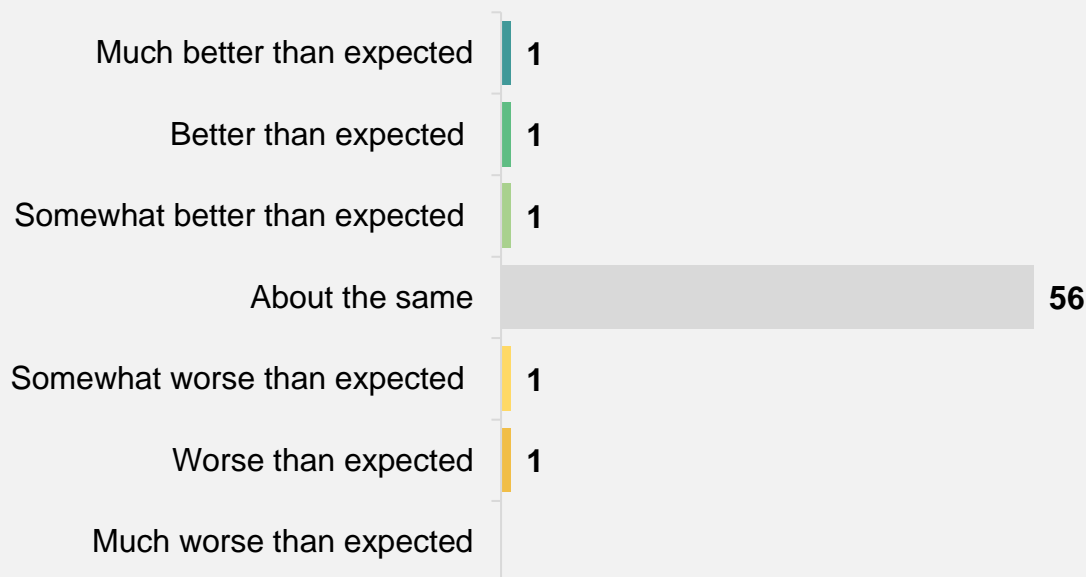 Much better than expected 1
Better than expected 1
Somewhat better than expected 1
About the same 56
Somewhat worse than expected 1
Worse than expected 1
Much worse than expected